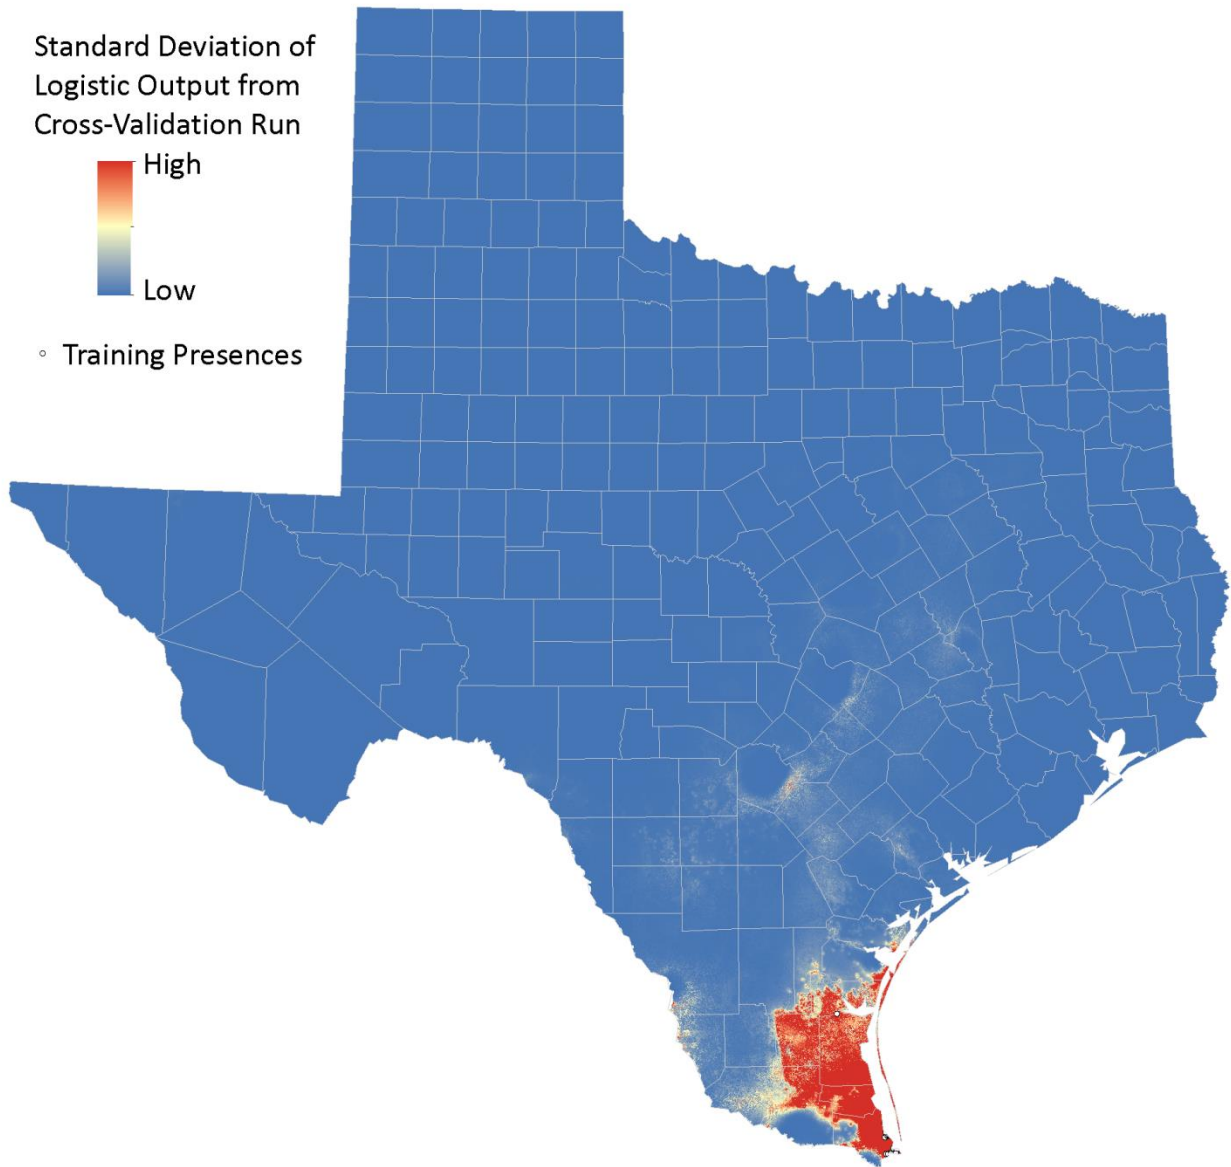 Standard Deviation of
Logistic Output from
Cross-Validation Run
High
Low
Training Presences